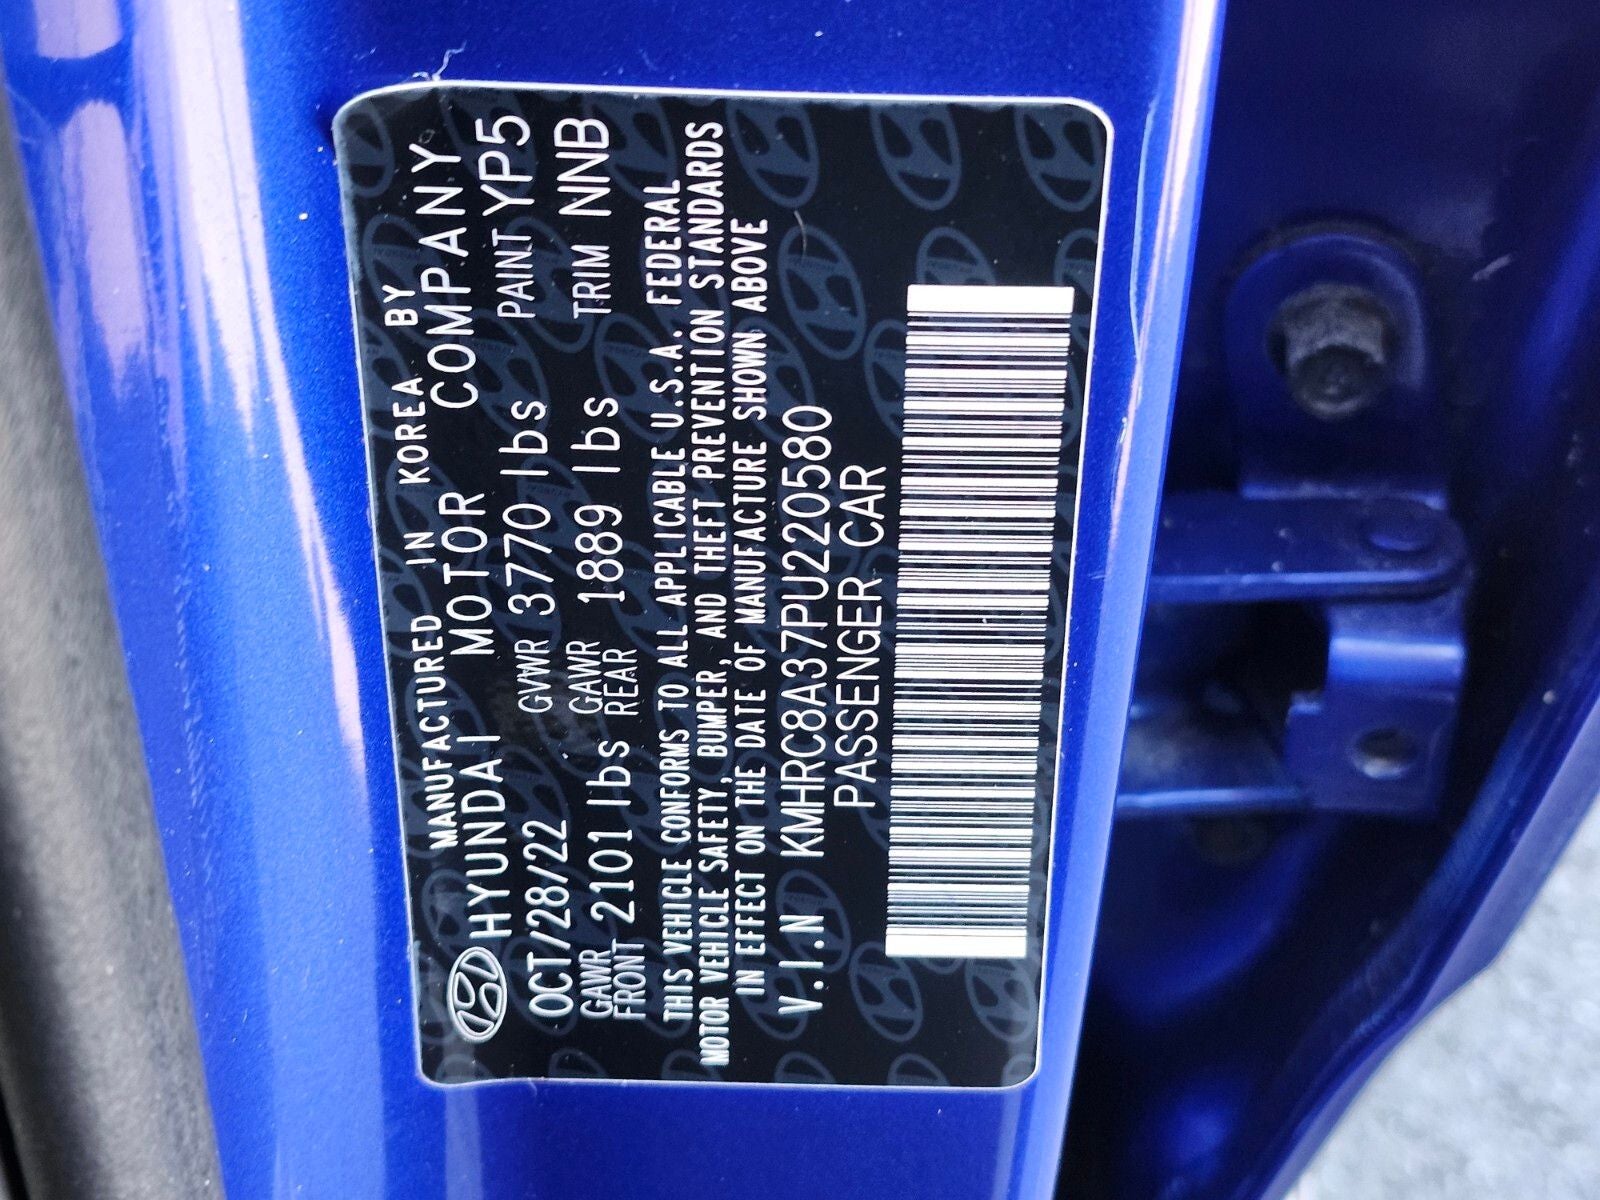 MANUFACTURED IN KOREA BY
HYUNDAI MOTOR COMPANY
OCT/28/22 GVWR 3770 lbs PAINT YP5
GAWR FRONT 2101 lbs GAWR REAR 1889 lbs TRIM NNB
THIS VEHICLE CONFORMS TO ALL APPLICABLE U.S.A. FEDERAL
MOTOR VEHICLE SAFETY, BUMPER, AND THEFT PREVENTION STANDARDS
IN EFFECT ON THE DATE OF MANUFACTURE SHOWN ABOVE
V.I.N KMHRC8A37PU220580
PASSENGER CAR